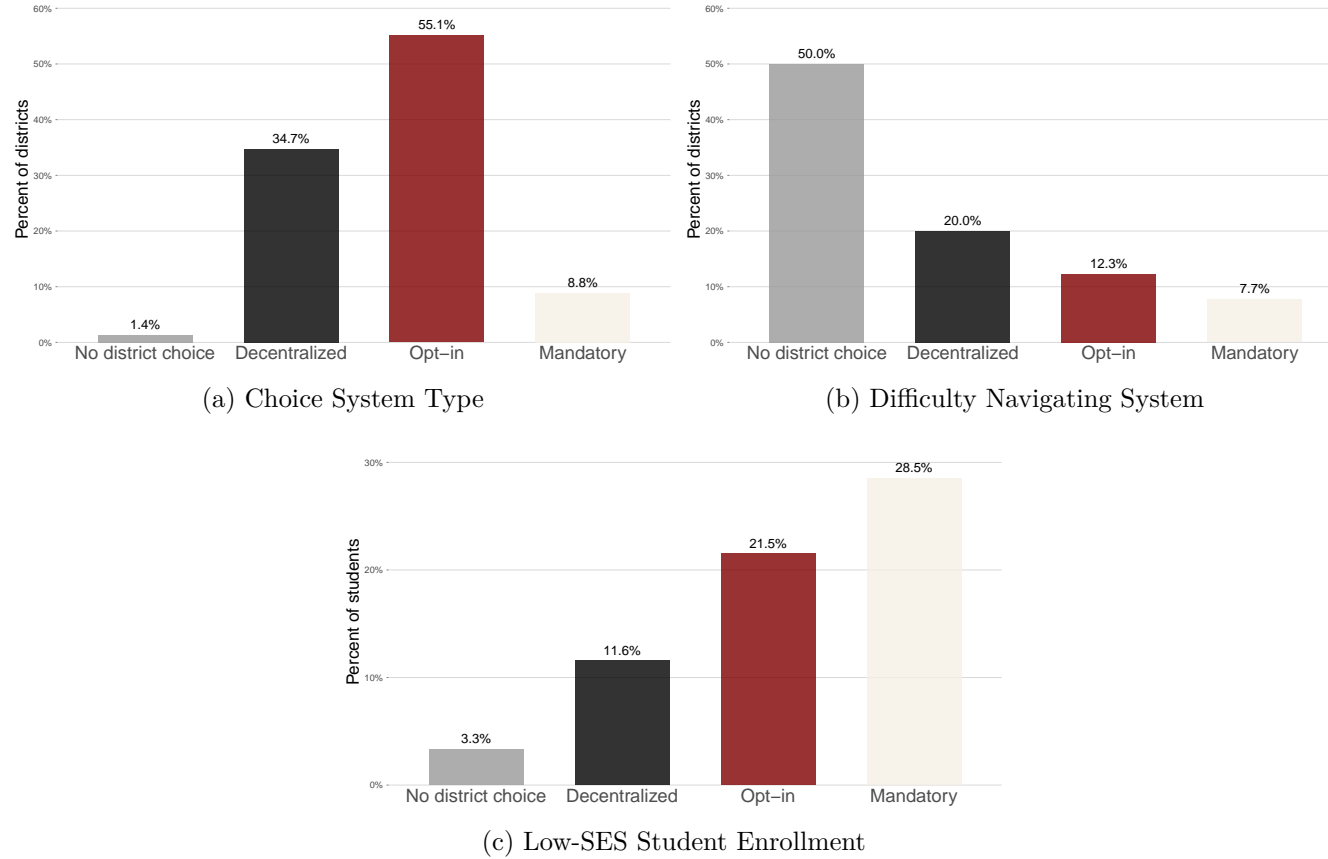 Percent of districts
60%
50%
40%
30%
20%
10%
0%
1.4%
34.7%
55.1%
8.8%
No district choice
Decentralized
Opt−in
Mandatory
(a) Choice System Type
Percent of districts
60%
50%
40%
30%
20%
10%
0%
50.0%
20.0%
12.3%
7.7%
No district choice
Decentralized
Opt−in
Mandatory
(b) Difficulty Navigating System
Percent of students
30%
20%
10%
0%
3.3%
11.6%
21.5%
28.5%
No district choice
Decentralized
Opt−in
Mandatory
(c) Low-SES Student Enrollment